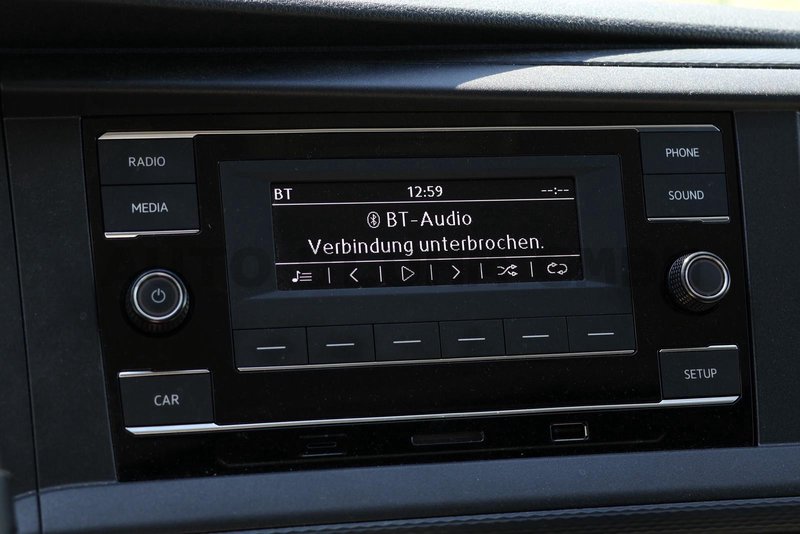 RADIO
MEDIA
PHONE
SOUND
BT 12:59 --:--
BT-Audio
Verbindung unterbrochen.
CAR
SETUP